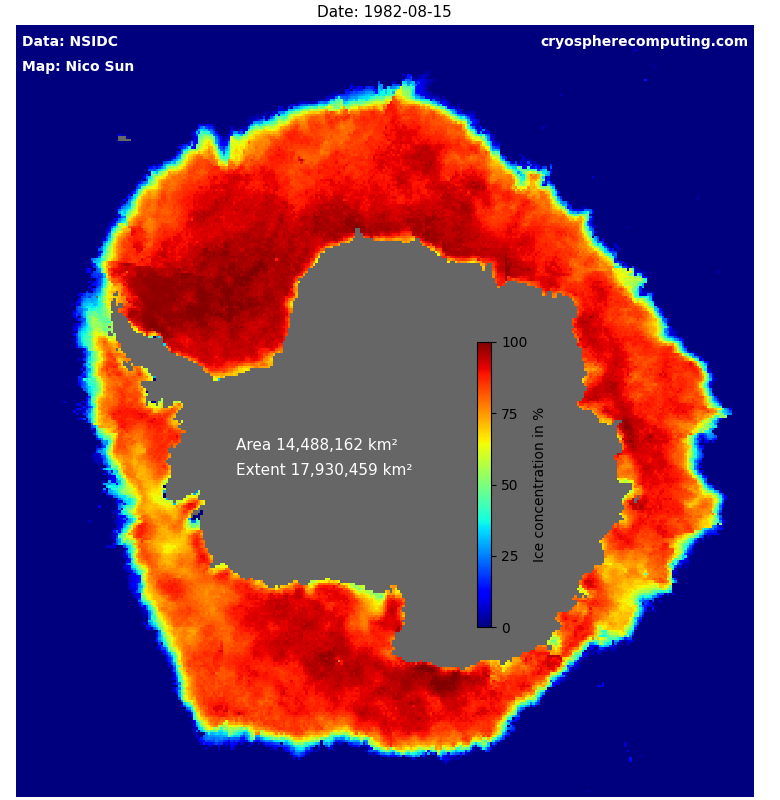 Date: 1982-08-15
Data: NSIDC
cryospherecomputing.com
Map: Nico Sun
100
75
50
25
0
Ice concentration in %
Area 14,488,162 km²
Extent 17,930,459 km²